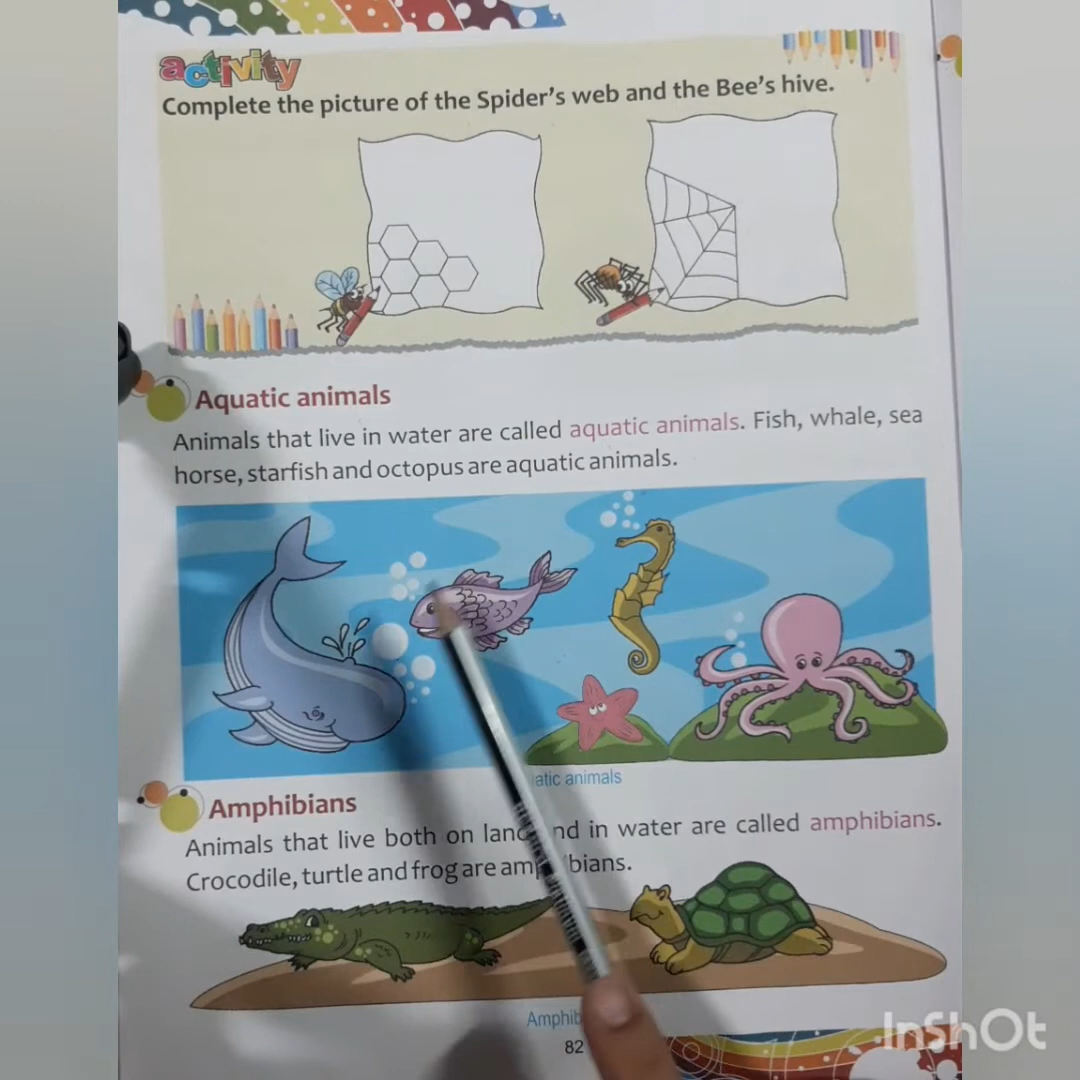 activity
Complete the picture of the Spider's web and the Bee's hive.
Aquatic animals
Animals that live in water are called aquatic animals. Fish, whale, sea
horse, starfish and octopus are aquatic animals.
atic animals
Amphibians
Animals that live both on land nd in water are called amphibians.
Crocodile, turtle and frog are amp bians.
Amphib
82
InShOt